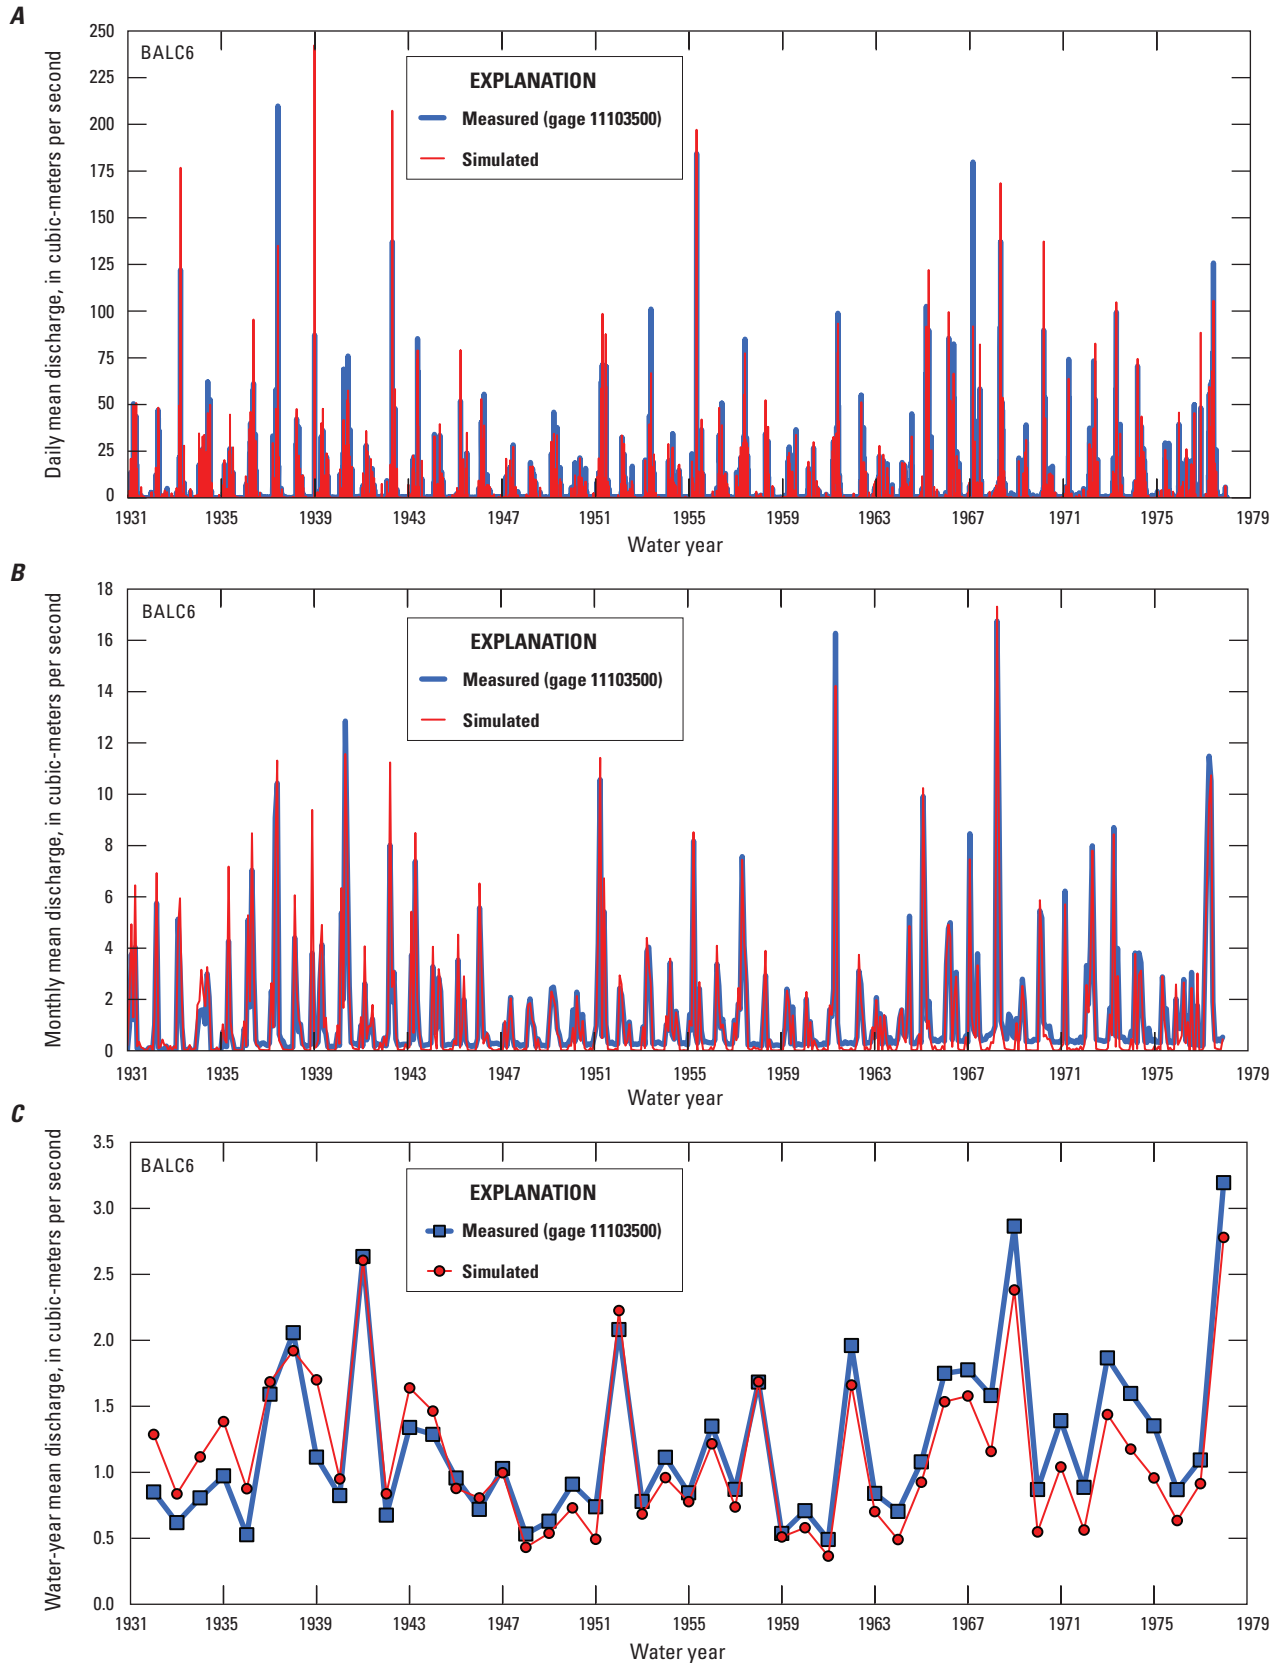 A
Daily mean discharge, in cubic-meters per second
250
225
200
175
150
125
100
75
50
25
0
BALC6
EXPLANATION
Measured (gage 11103500)
Simulated
1931 1935 1939 1943 1947 1951 1955 1959 1963 1967 1971 1975 1979
Water year
B
Monthly mean discharge, in cubic-meters per second
18
16
14
12
10
8
6
4
2
0
BALC6
EXPLANATION
Measured (gage 11103500)
Simulated
1931 1935 1939 1943 1947 1951 1955 1959 1963 1967 1971 1975 1979
Water year
C
Water-year mean discharge, in cubic-meters per second
3.5
3.0
2.5
2.0
1.5
1.0
0.5
0.0
BALC6
EXPLANATION
Measured (gage 11103500)
Simulated
1931 1935 1939 1943 1947 1951 1955 1959 1963 1967 1971 1975 1979
Water year